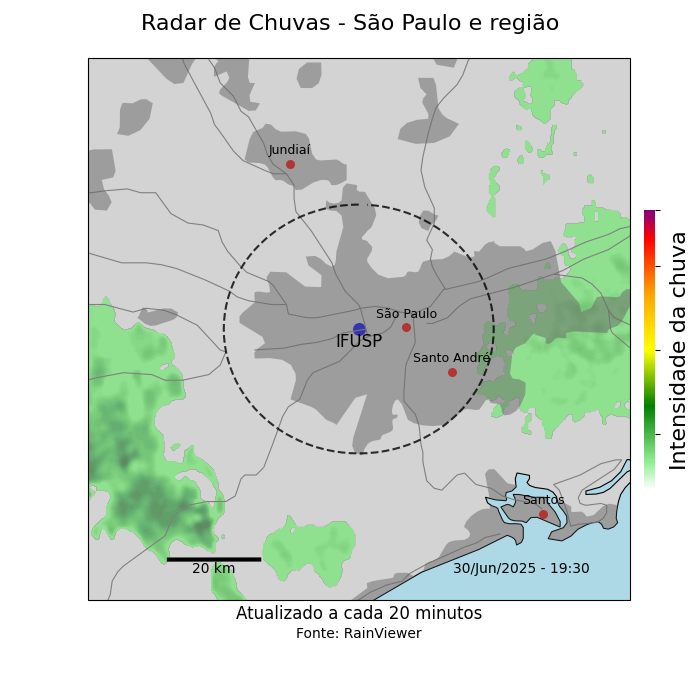 Radar de Chuvas - São Paulo e região
Jundiaí
São Paulo
IFUSP
Santo André
Santos
20 km
30/Jun/2025 - 19:30
Intensidade da chuva
Atualizado a cada 20 minutos
Fonte: RainViewer